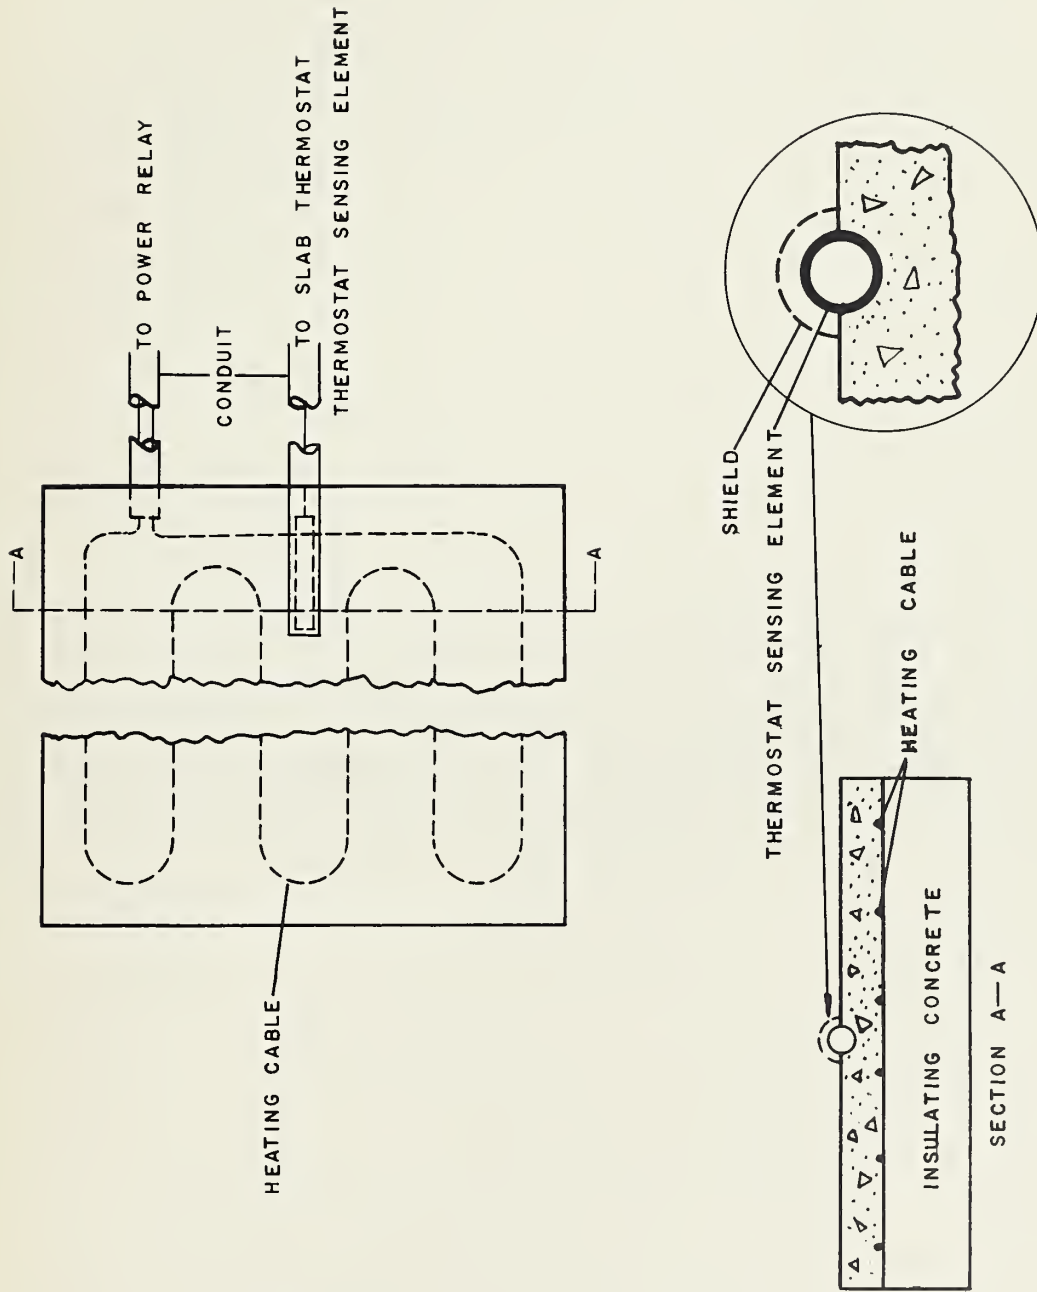 TO POWER RELAY
CONDUIT
TO SLAB THERMOSTAT
THERMOSTAT SENSING ELEMENT
A
A
HEATING CABLE
SHIELD
THERMOSTAT SENSING ELEMENT
HEATING CABLE
INSULATING CONCRETE
SECTION A—A